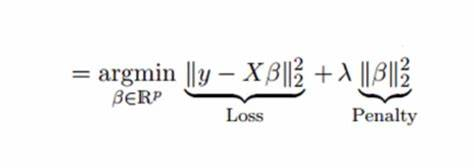 = argmin ‖y − Xβ‖₂² + λ ‖β‖₂²
β∈ℝᵖ
Loss Penalty